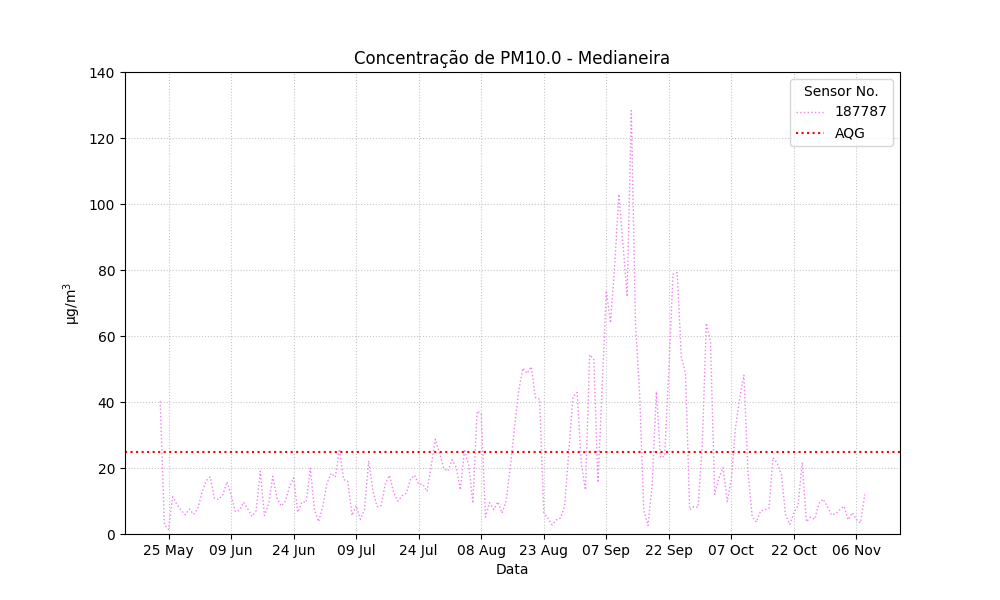 Concentração de PM10.0 - Medianeira
140
120
100
80
60
40
20
0
µg/m³
Sensor No.
187787
AQG
25 May 09 Jun 24 Jun 09 Jul 24 Jul 08 Aug 23 Aug 07 Sep 22 Sep 07 Oct 22 Oct 06 Nov
Data